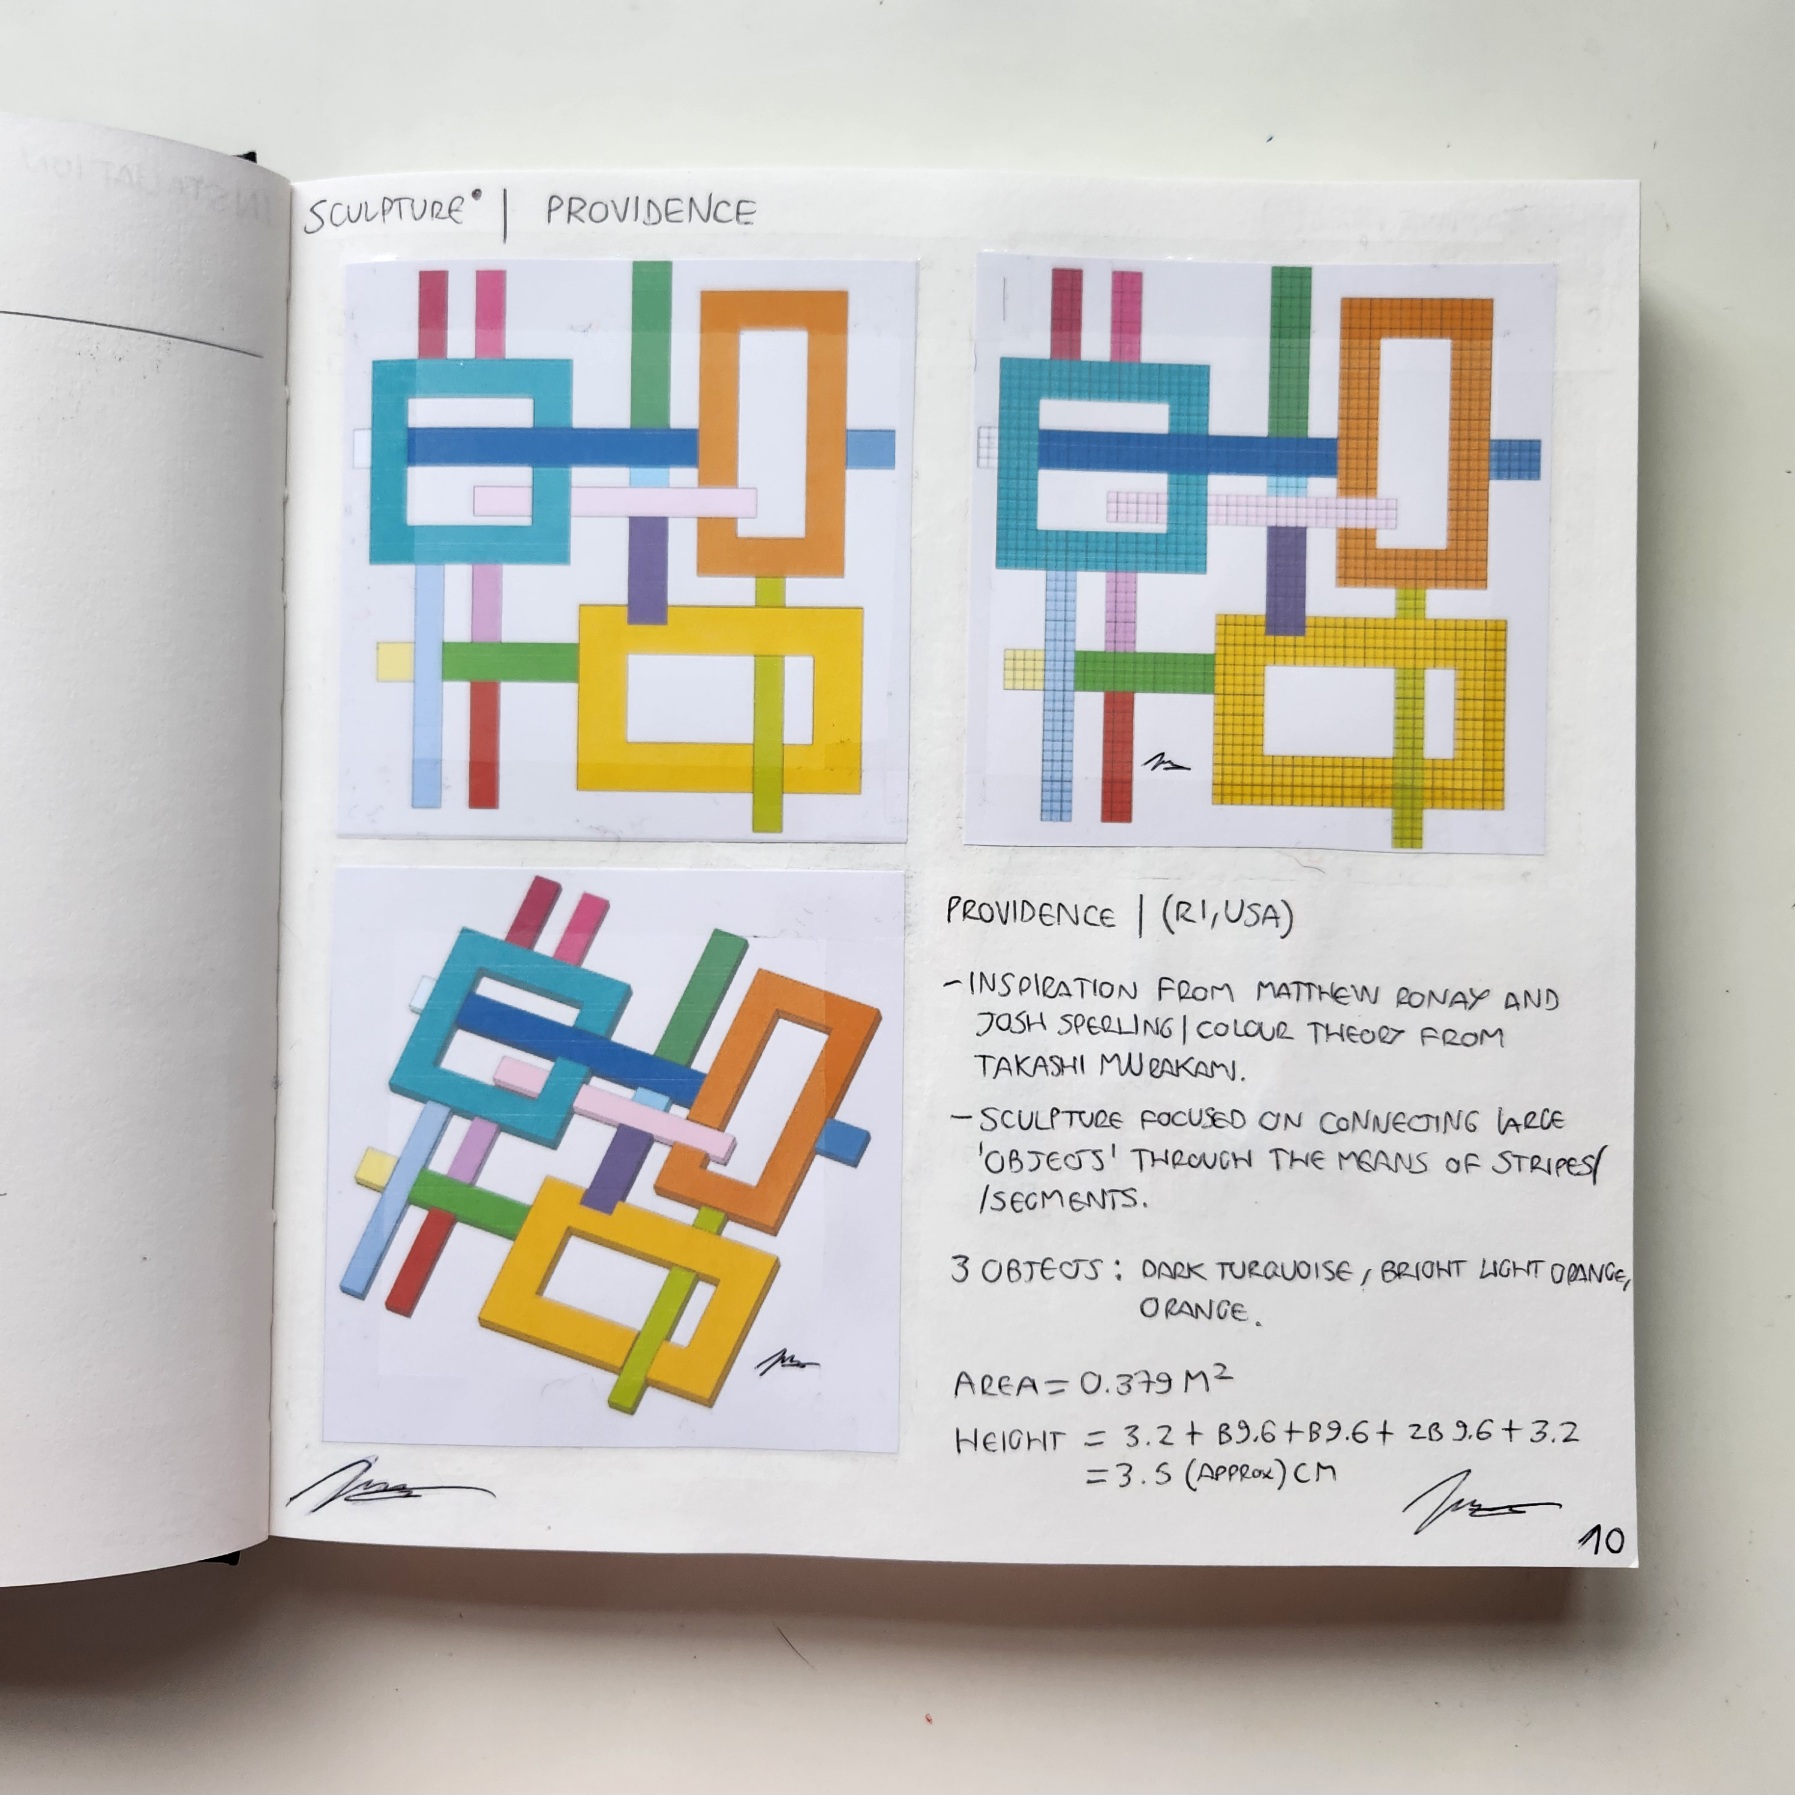 INSTALLATION
SCULPTURE • | PROVIDENCE
PROVIDENCE | (RI, USA)
- INSPIRATION FROM MATTHEW RONAY AND
JOSH SPERLING | COLOUR THEORY FROM
TAKASHI MURAKAMI.
- SCULPTURE FOCUSED ON CONNECTING LARGE
'OBJECTS' THROUGH THE MEANS OF STRIPES/
/SEGMENTS.
3 OBJECTS: DARK TURQUOISE, BRIGHT LIGHT ORANGE,
ORANGE.
AREA = 0.379 M²
HEIGHT = 3.2 + B9.6 + B9.6 + 2B 9.6 + 3.2
= 3.5 (APPROX) CM
10